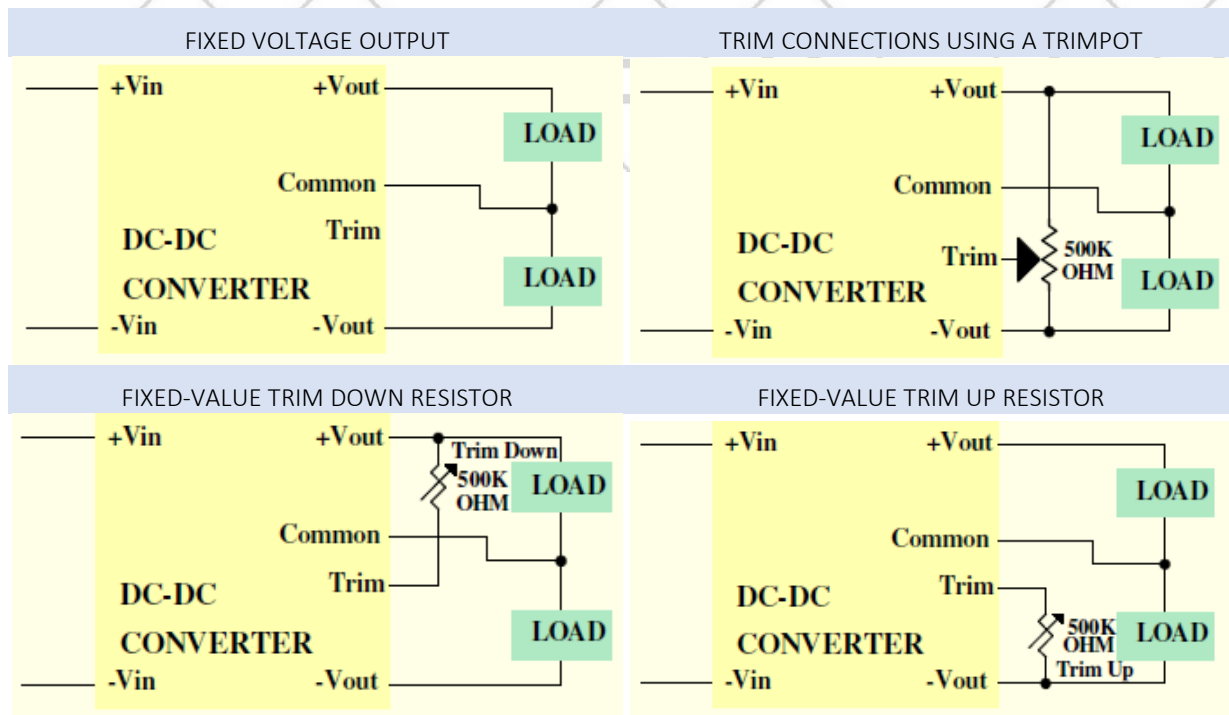 FIXED VOLTAGE OUTPUT
+Vin
+Vout
LOAD
Common
Trim
DC-DC
CONVERTER
LOAD
-Vin
-Vout
TRIM CONNECTIONS USING A TRIMPOT
+Vin
+Vout
LOAD
Common
DC-DC
Trim
500K
OHM
CONVERTER
LOAD
-Vin
-Vout
FIXED-VALUE TRIM DOWN RESISTOR
+Vin
+Vout
Trim Down
500K
OHM
LOAD
Common
Trim
DC-DC
CONVERTER
LOAD
-Vin
-Vout
FIXED-VALUE TRIM UP RESISTOR
+Vin
+Vout
LOAD
Common
Trim
DC-DC
CONVERTER
500K
OHM
LOAD
Trim Up
-Vin
-Vout